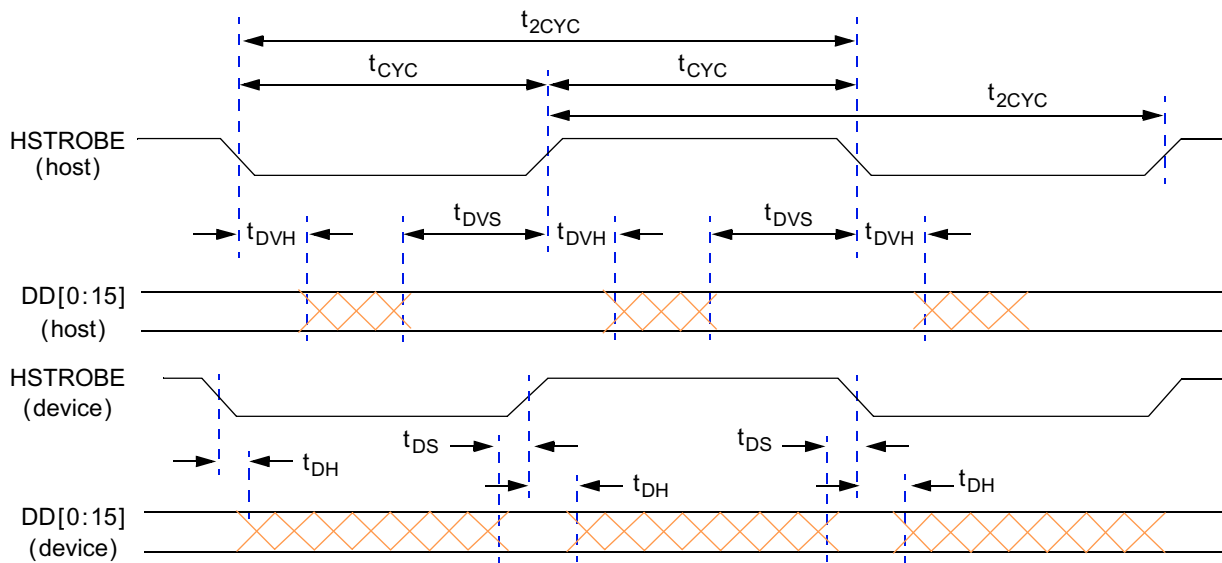 t2CYC
tCYC tCYC
t2CYC
HSTROBE
(host)
tDVH tDVS tDVH tDVS tDVH
DD[0:15]
(host)
HSTROBE
(device)
tDS tDS
tDH tDH tDH
DD[0:15]
(device)